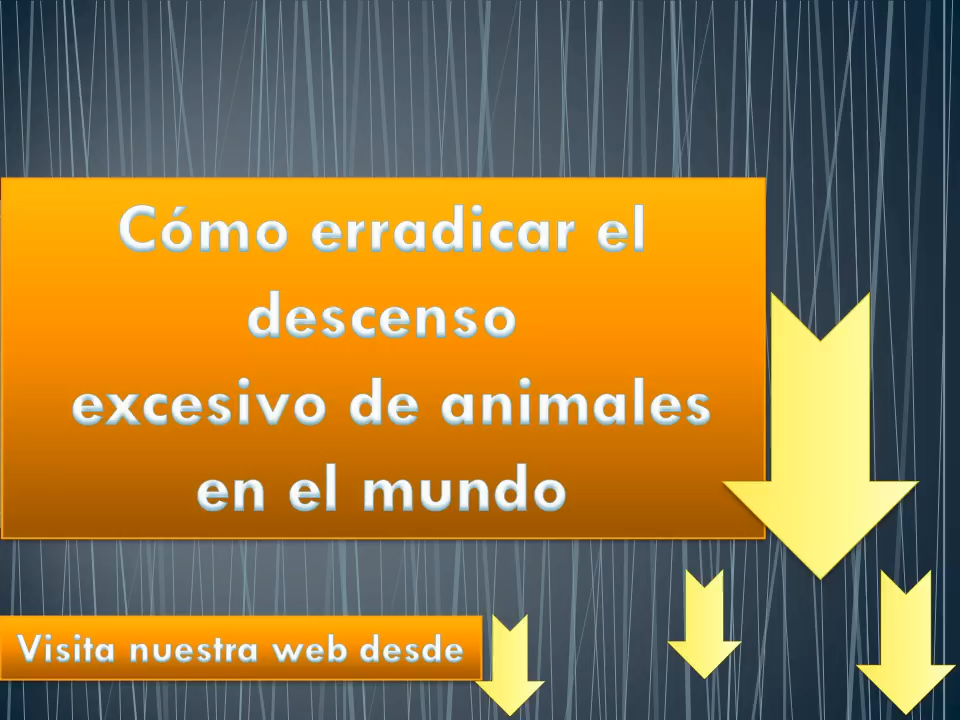 Cómo erradicar el
descenso
excesivo de animales
en el mundo
Visita nuestra web desde